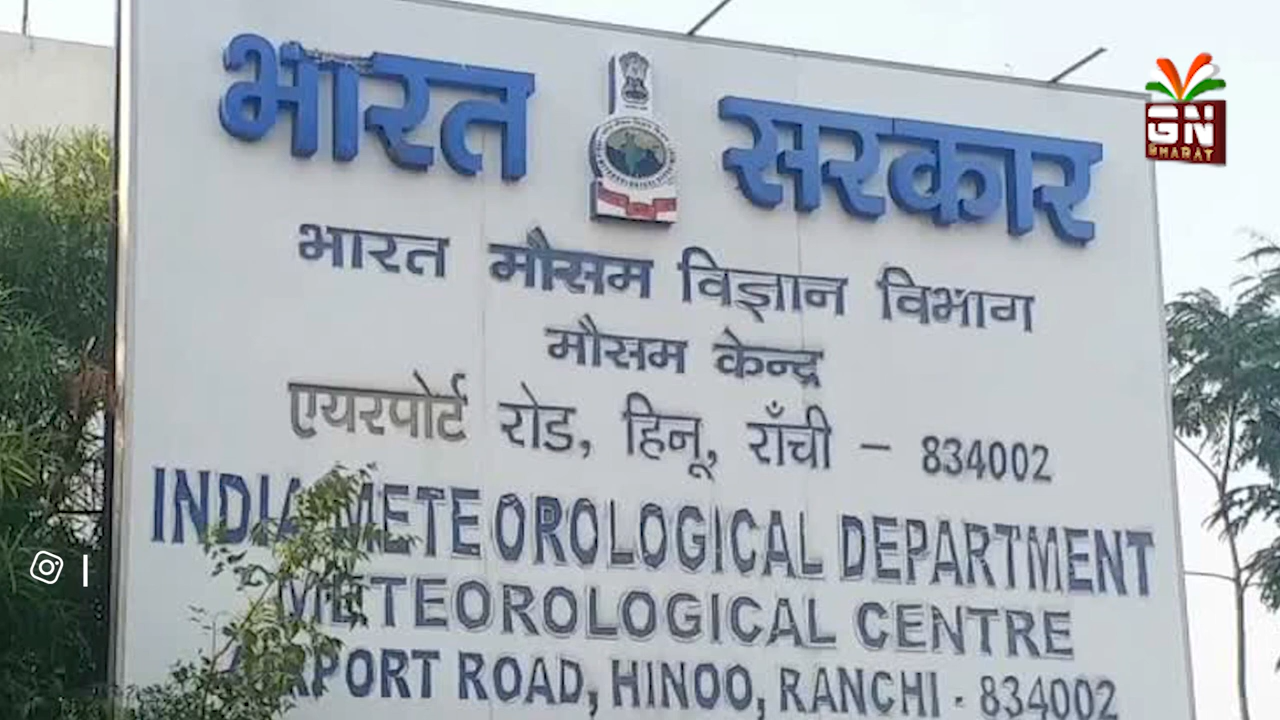 भारत सरकार
भारत मौसम विज्ञान विभाग
मौसम केन्द्र
एयरपोर्ट रोड, हिनू, राँची – 834002
INDIA METEOROLOGICAL DEPARTMENT
METEOROLOGICAL CENTRE
AIRPORT ROAD, HINOO, RANCHI - 834002
GN
BHARAT